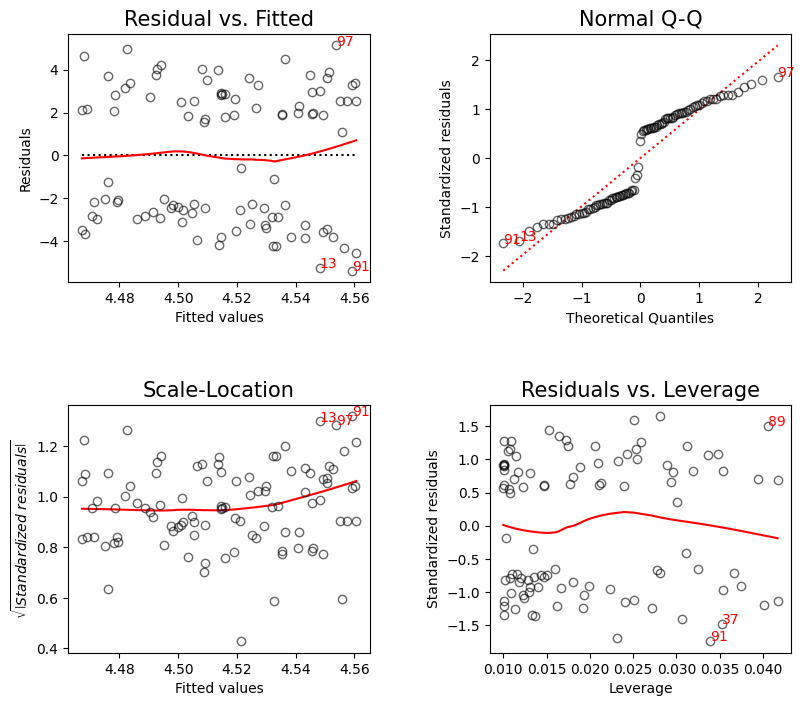 Residual vs. Fitted
97
13
91
4
2
0
−2
−4
Residuals
4.48 4.50 4.52 4.54 4.56
Fitted values
Normal Q-Q
97
91
13
2
1
0
−1
−2
Standardized residuals
−2 −1 0 1 2
Theoretical Quantiles
Scale-Location
91
13
97
1.2
1.0
0.8
0.6
0.4
√|Standardized residuals|
4.48 4.50 4.52 4.54 4.56
Fitted values
Residuals vs. Leverage
89
37
91
1.5
1.0
0.5
0.0
−0.5
−1.0
−1.5
Standardized residuals
0.010 0.015 0.020 0.025 0.030 0.035 0.040
Leverage